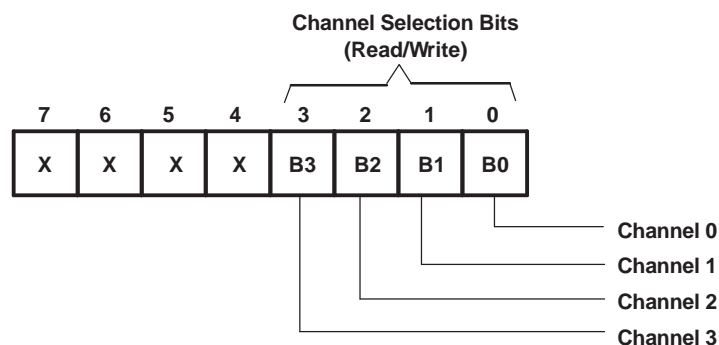 Channel Selection Bits
(Read/Write)
7 6 5 4 3 2 1 0
X X X X B3 B2 B1 B0
Channel 0
Channel 1
Channel 2
Channel 3